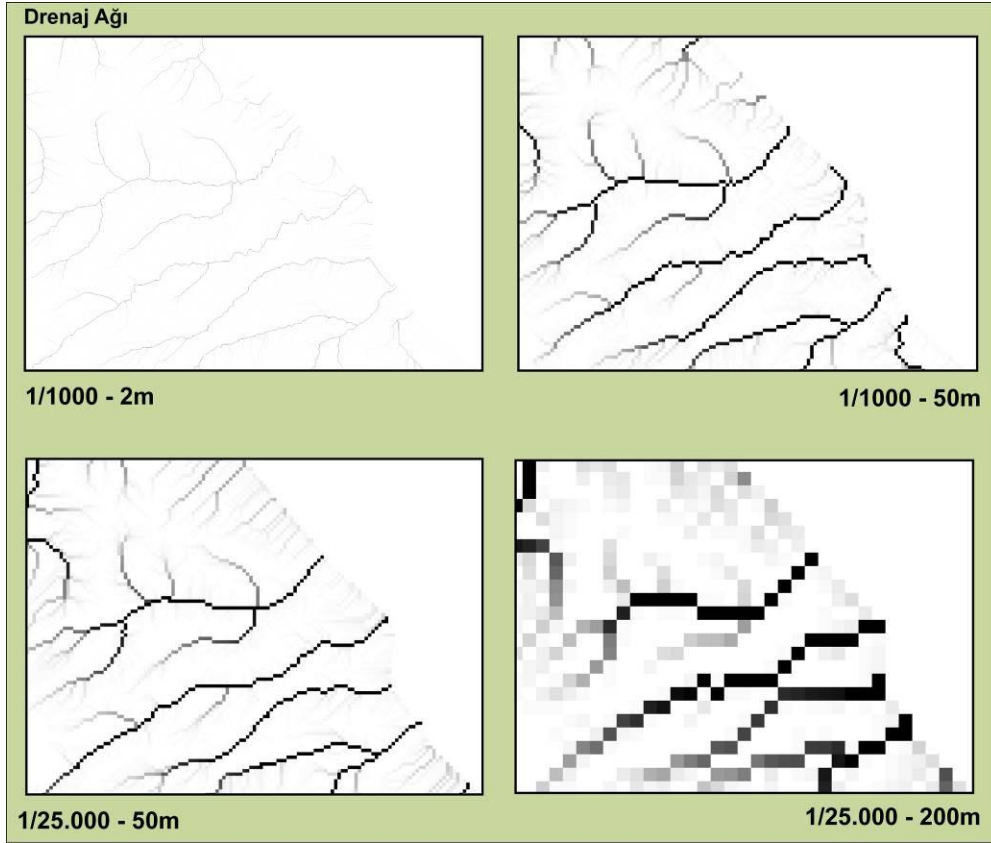 Drenaj Ağı
1/1000 - 2m
1/1000 - 50m
1/25.000 - 50m
1/25.000 - 200m